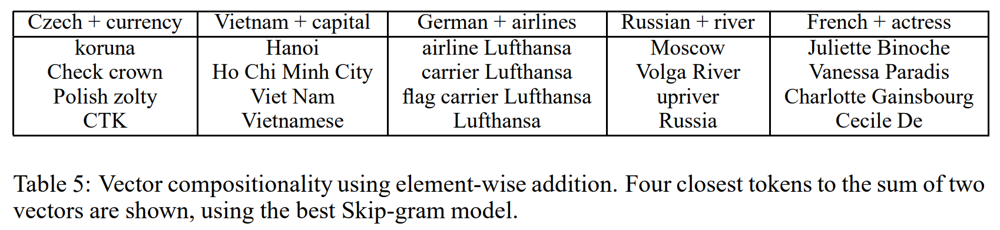 Czech + currency Vietnam + capital German + airlines Russian + river French + actress
koruna Hanoi airline Lufthansa Moscow Juliette Binoche
Check crown Ho Chi Minh City carrier Lufthansa Volga River Vanessa Paradis
Polish zolty Viet Nam flag carrier Lufthansa upriver Charlotte Gainsbourg
CTK Vietnamese Lufthansa Russia Cecile De
Table 5: Vector compositionality using element-wise addition. Four closest tokens to the sum of two
vectors are shown, using the best Skip-gram model.